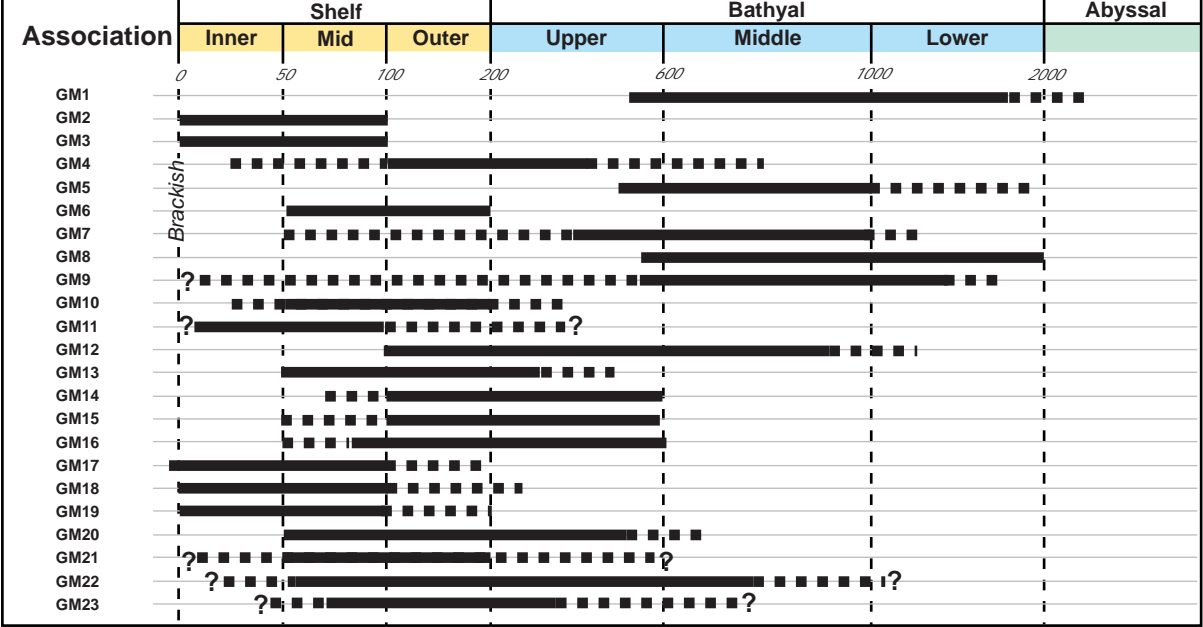 Shelf Bathyal Abyssal
Association Inner Mid Outer Upper Middle Lower
0 50 100 200 600 1000 2000
GM1
GM2
GM3
GM4
Brackish
GM5
GM6
GM7
GM8
GM9 ?
GM10
GM11 ? ?
GM12
GM13
GM14
GM15
GM16
GM17
GM18
GM19
GM20
GM21 ? ?
GM22 ? ?
GM23 ? ?